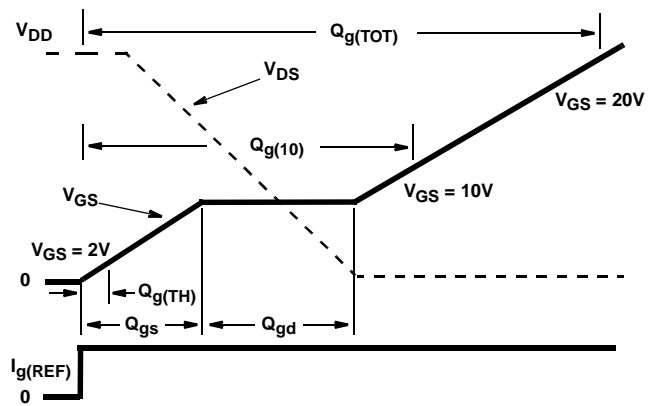 V_DD
Q_g(TOT)
V_DS
V_GS = 20V
Q_g(10)
V_GS
V_GS = 10V
V_GS = 2V
0
Q_g(TH)
Q_gs
Q_gd
I_g(REF)
0